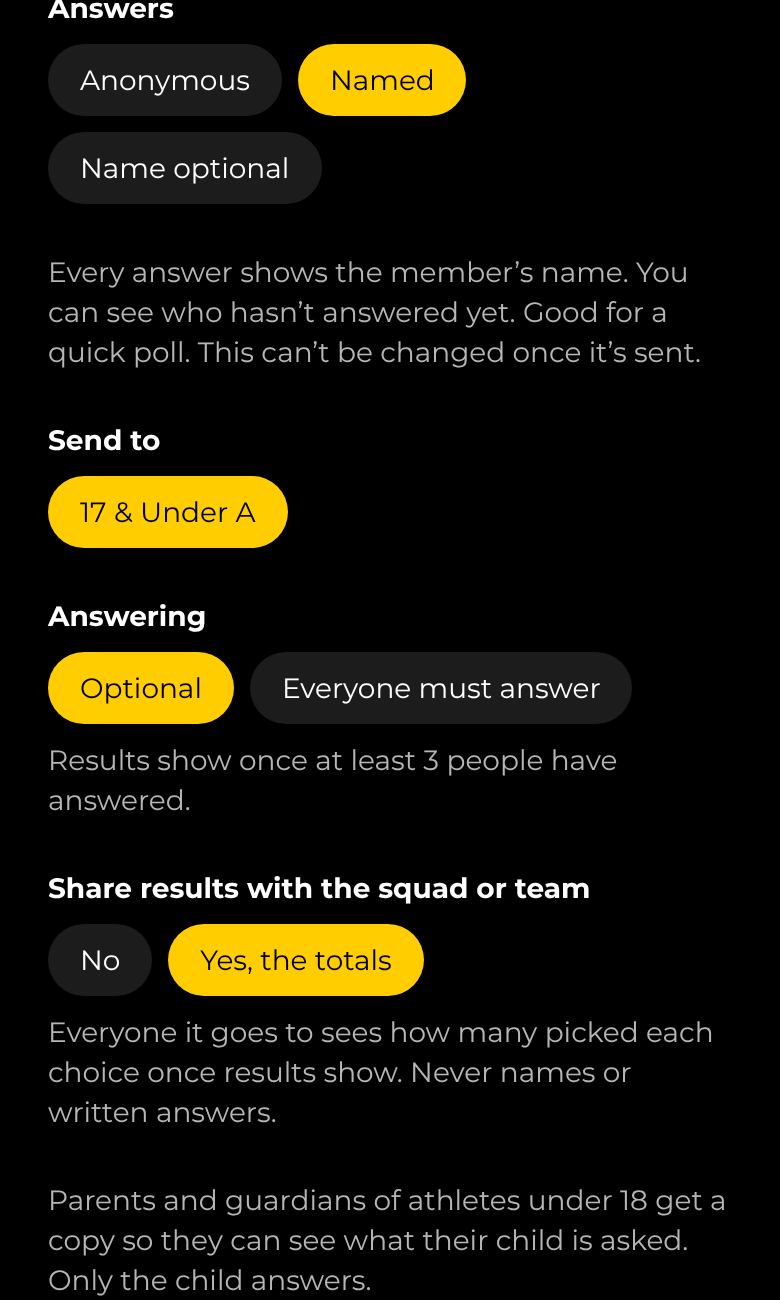 Answers
Anonymous
Named
Name optional
Every answer shows the member’s name. You
can see who hasn’t answered yet. Good for a
quick poll. This can’t be changed once it’s sent.
Send to
17 & Under A
Answering
Optional
Everyone must answer
Results show once at least 3 people have
answered.
Share results with the squad or team
No
Yes, the totals
Everyone it goes to sees how many picked each
choice once results show. Never names or
written answers.
Parents and guardians of athletes under 18 get a
copy so they can see what their child is asked.
Only the child answers.